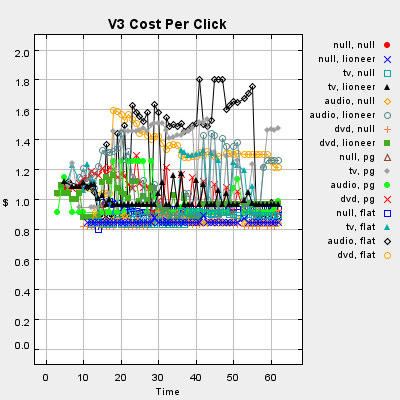 V3 Cost Per Click
2.0
1.8
1.6
1.4
1.2
1.0
0.8
0.6
0.4
0.2
0.0
$
0 10 20 30 40 50 60
Time
null, null
null, lioneer
tv, null
tv, lioneer
audio, null
audio, lioneer
dvd, null
dvd, lioneer
null, pg
tv, pg
audio, pg
dvd, pg
null, flat
tv, flat
audio, flat
dvd, flat